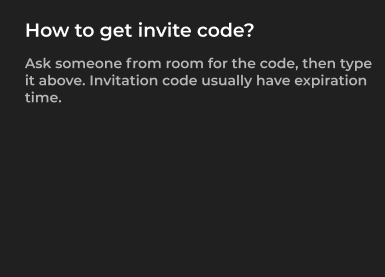 How to get invite code?
Ask someone from room for the code, then type
it above. Invitation code usually have expiration
time.